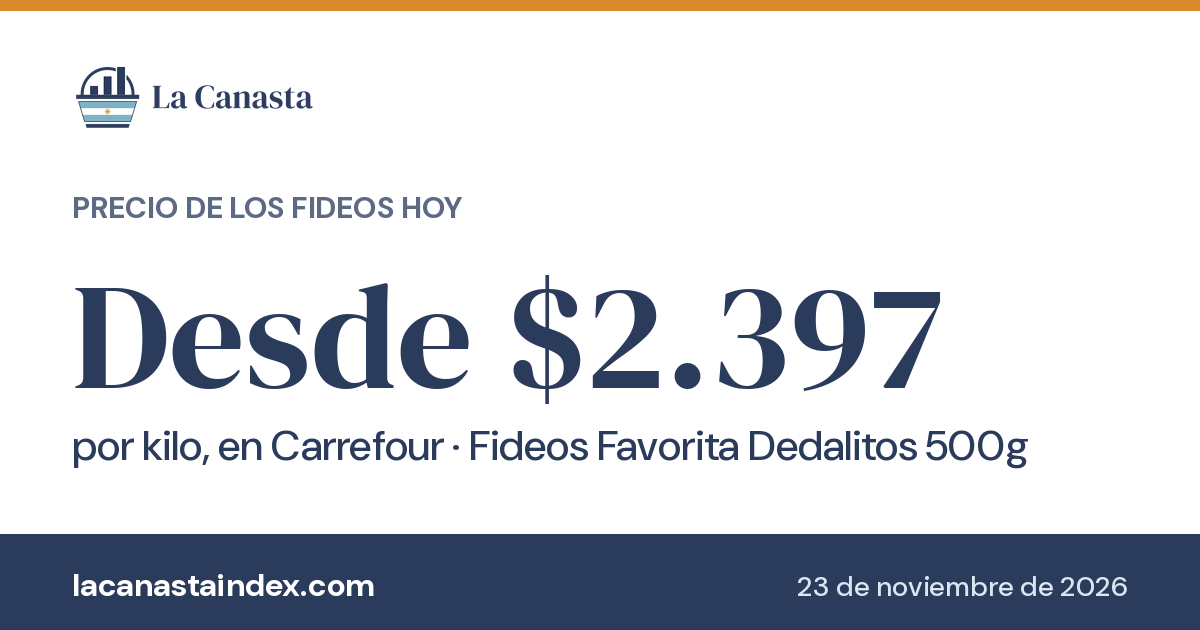 La Canasta
PRECIO DE LOS FIDEOS HOY
Desde $2.397
por kilo, en Carrefour · Fideos Favorita Dedalitos 500g
lacanastaindex.com
23 de noviembre de 2026